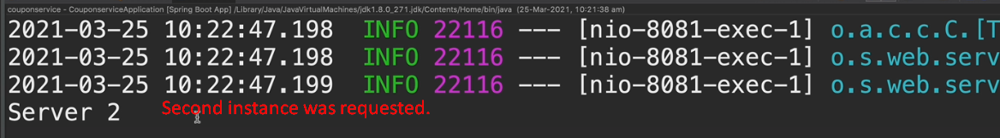 couponservice - CouponserviceApplication [Spring Boot App] /Library/Java/JavaVirtualMachines/jdk1.8.0_271.jdk/Contents/Home/bin/java (25-Mar-2021, 10:21:38 am)
2021-03-25 10:22:47.198 INFO 22116 --- [nio-8081-exec-1] o.a.c.c.C.[T
2021-03-25 10:22:47.198 INFO 22116 --- [nio-8081-exec-1] o.s.web.serv
2021-03-25 10:22:47.199 INFO 22116 --- [nio-8081-exec-1] o.s.web.serv
Server 2 Second instance was requested.